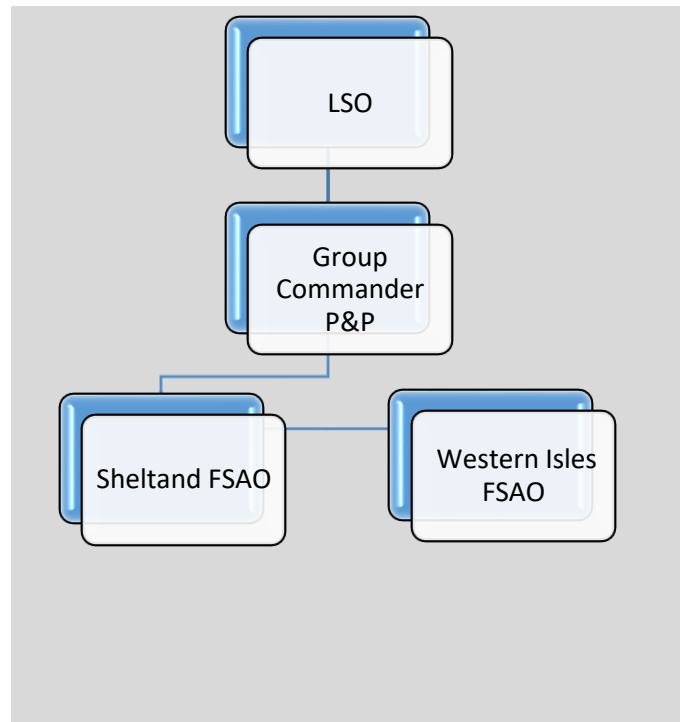 LSO
Group
Commander
P&P
Sheltand FSAO
Western Isles
FSAO